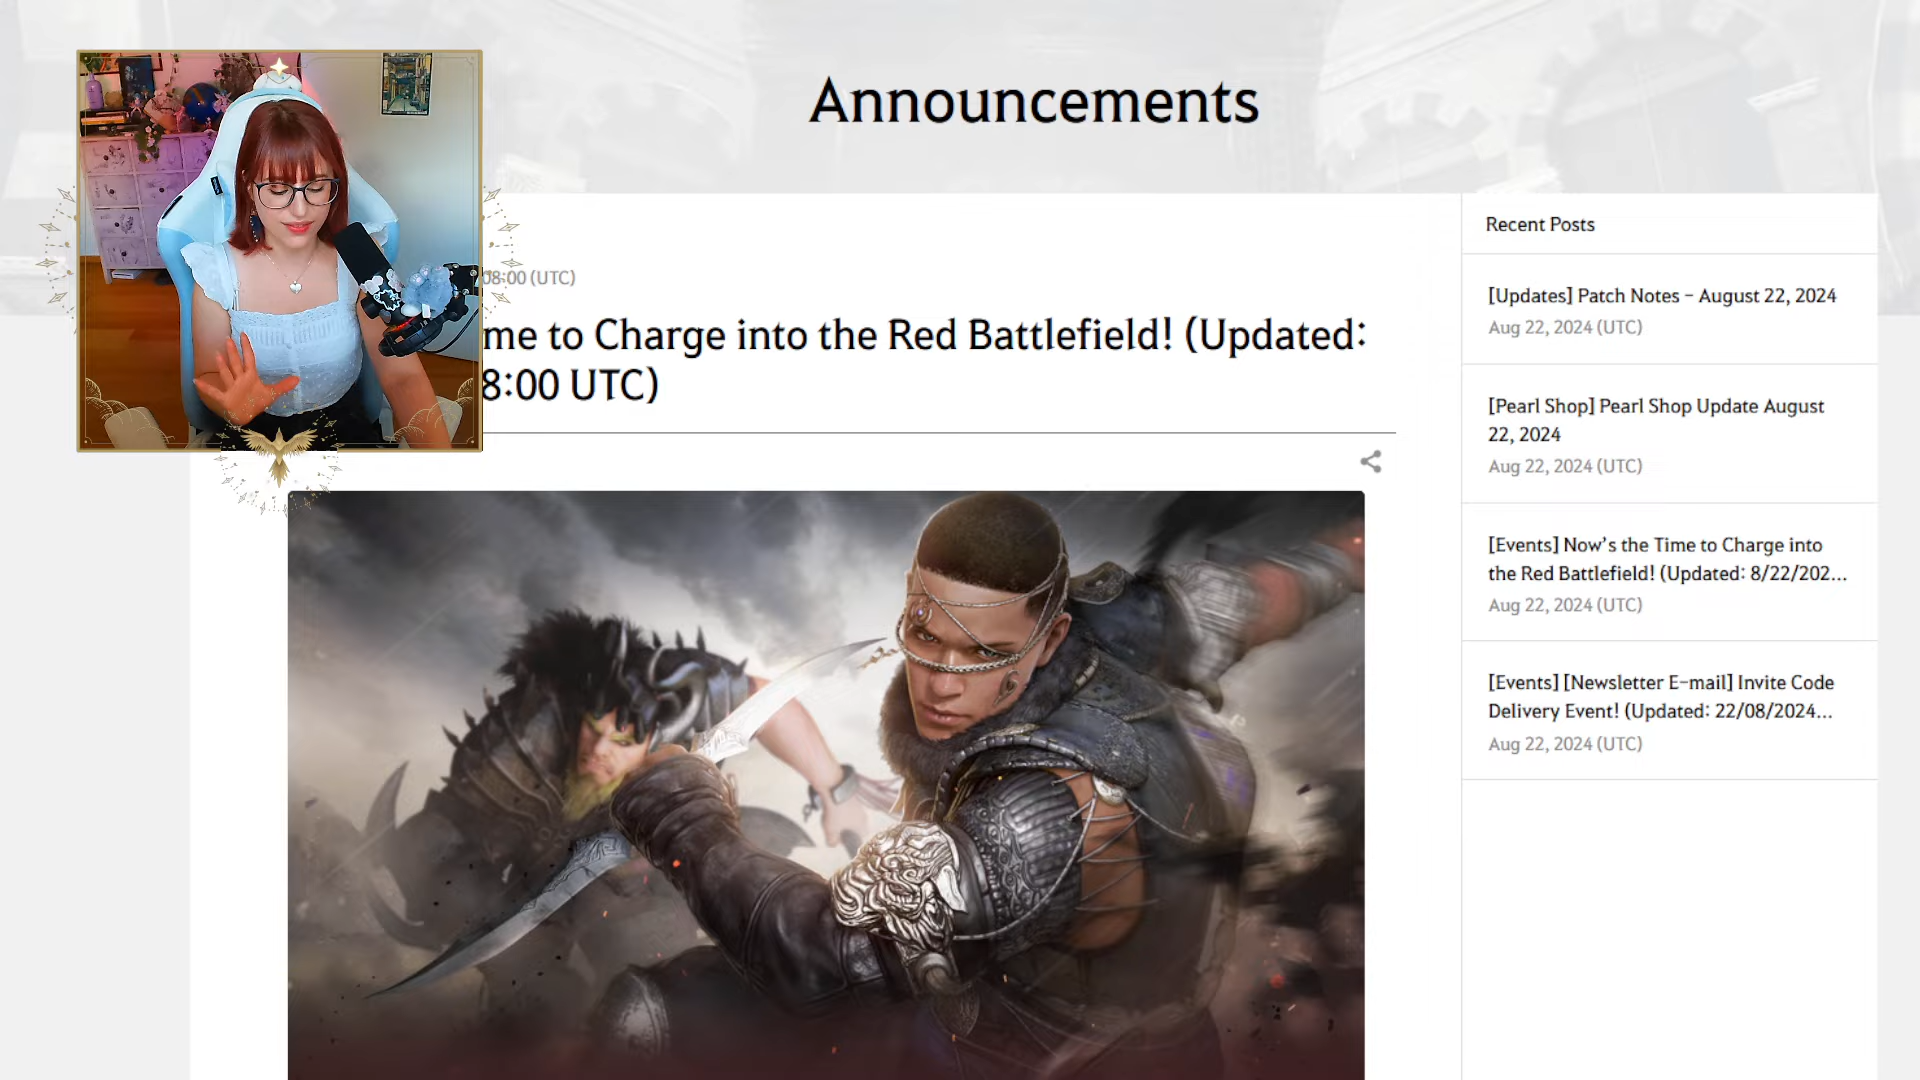 Announcements
08:00 (UTC)
me to Charge into the Red Battlefield! (Updated:
8:00 UTC)
Recent Posts
[Updates] Patch Notes - August 22, 2024
Aug 22, 2024 (UTC)
[Pearl Shop] Pearl Shop Update August
22, 2024
Aug 22, 2024 (UTC)
[Events] Now's the Time to Charge into
the Red Battlefield! (Updated: 8/22/202...
Aug 22, 2024 (UTC)
[Events] [Newsletter E-mail] Invite Code
Delivery Event! (Updated: 22/08/2024...
Aug 22, 2024 (UTC)